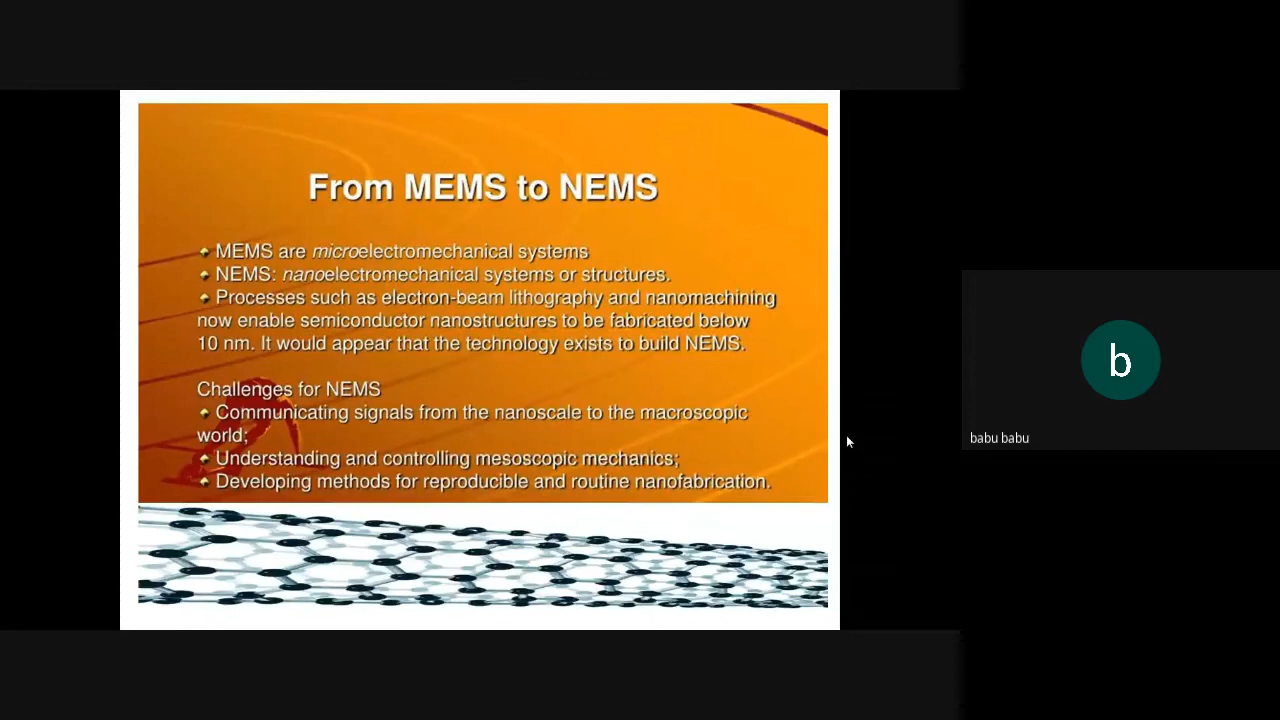 From MEMS to NEMS
MEMS are microelectromechanical systems
NEMS: nanoelectromechanical systems or structures.
Processes such as electron-beam lithography and nanomachining
now enable semiconductor nanostructures to be fabricated below
10 nm. It would appear that the technology exists to build NEMS.
Challenges for NEMS
Communicating signals from the nanoscale to the macroscopic
world;
Understanding and controlling mesoscopic mechanics;
Developing methods for reproducible and routine nanofabrication.
b
babu babu